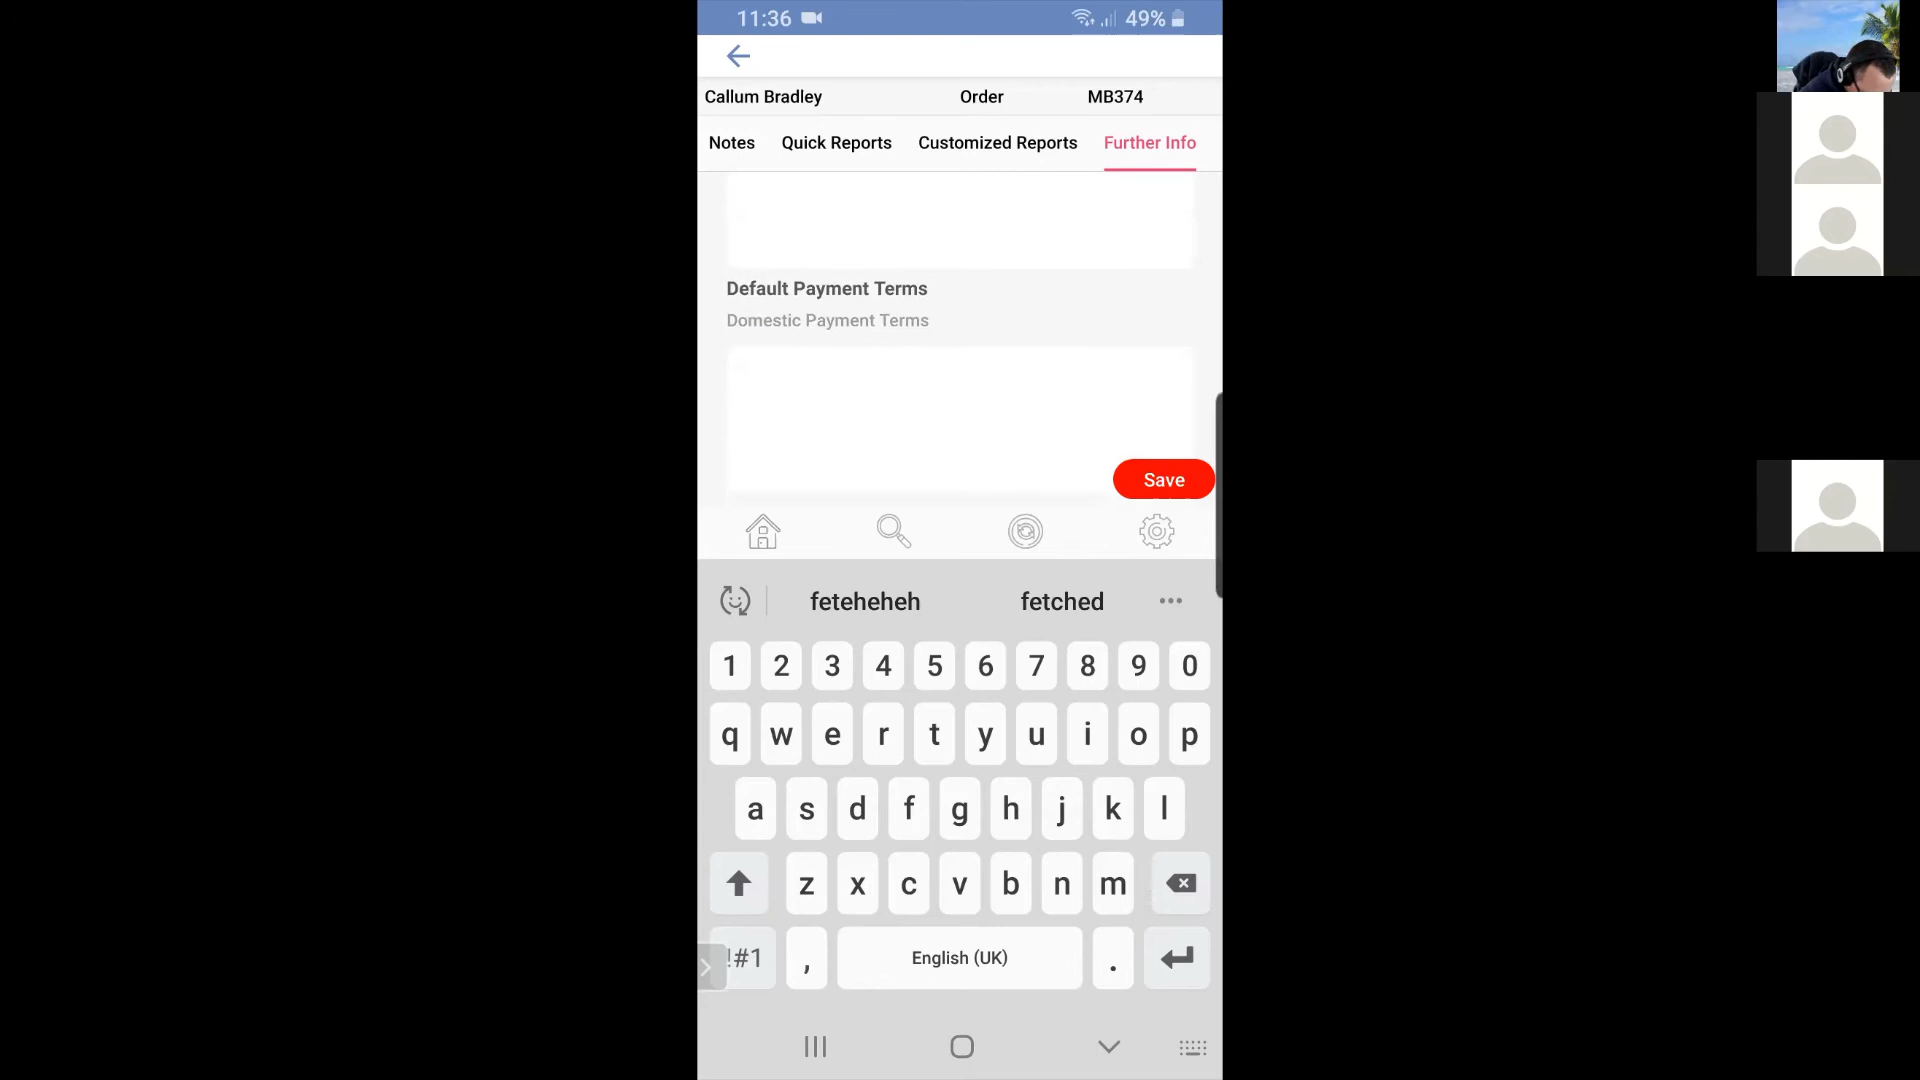 11:36 49%
Callum Bradley Order MB374
Notes Quick Reports Customized Reports Further Info
Default Payment Terms
Domestic Payment Terms
Save
feteheheh fetched
1 2 3 4 5 6 7 8 9 0
q w e r t y u i o p
a s d f g h j k l
z x c v b n m
!#1 , English (UK) .